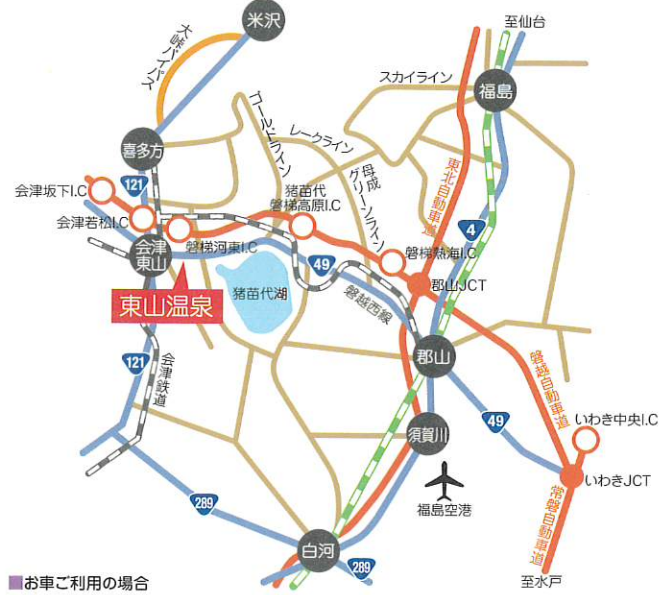 至仙台
米沢
大峠バイパス
スカイライン
福島
ゴールドライン
レークライン
母成グリーンライン
喜多方
東北自動車道
会津坂下I.C
121
猪苗代
磐梯高原I.C
会津若松I.C
4
会津
東山
磐梯河東I.C
49
磐梯熱海I.C
郡山JCT
東山温泉
猪苗代湖
磐越西線
郡山
121
会津鉄道
磐越自動車道
49
いわき中央I.C
須賀川
いわきJCT
福島空港
常磐自動車道
289
白河
289
至水戸
■お車ご利用の場合